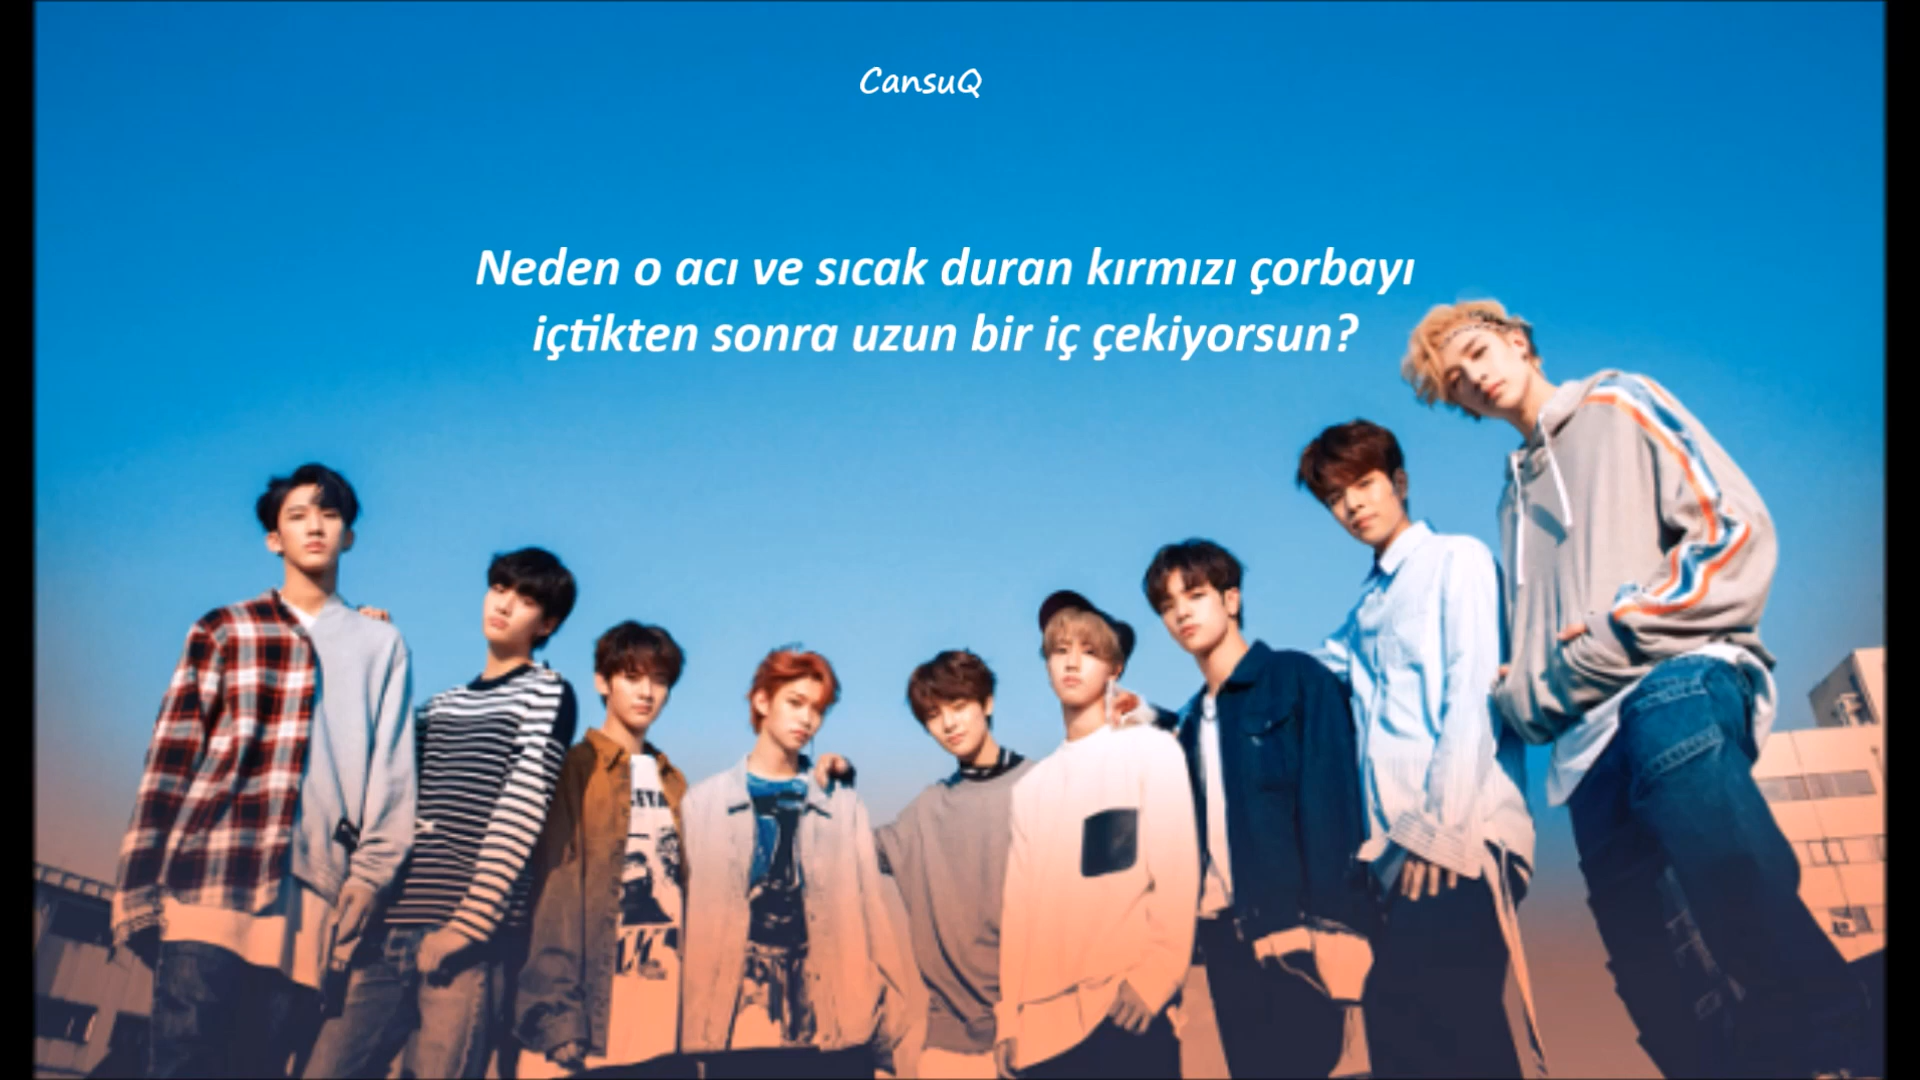 CansuQ
Neden o acı ve sıcak duran kırmızı çorbayı
içtikten sonra uzun bir iç çekiyorsun?